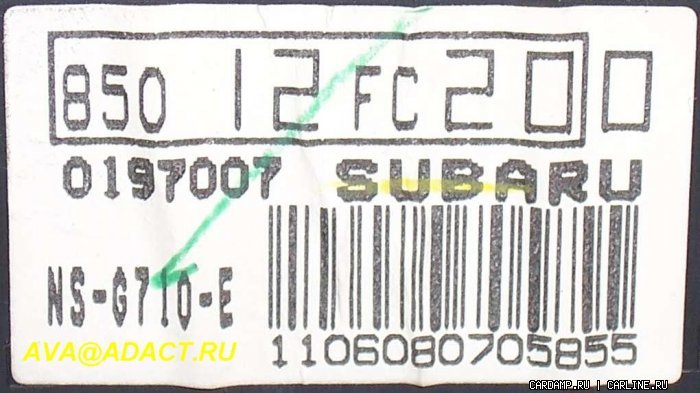 850 12 FC 200
0197007 SUBARU
NS-G710-E
1106080705855
AVA@ADACT.RU
CARDAMP.RU | CARLINE.RU